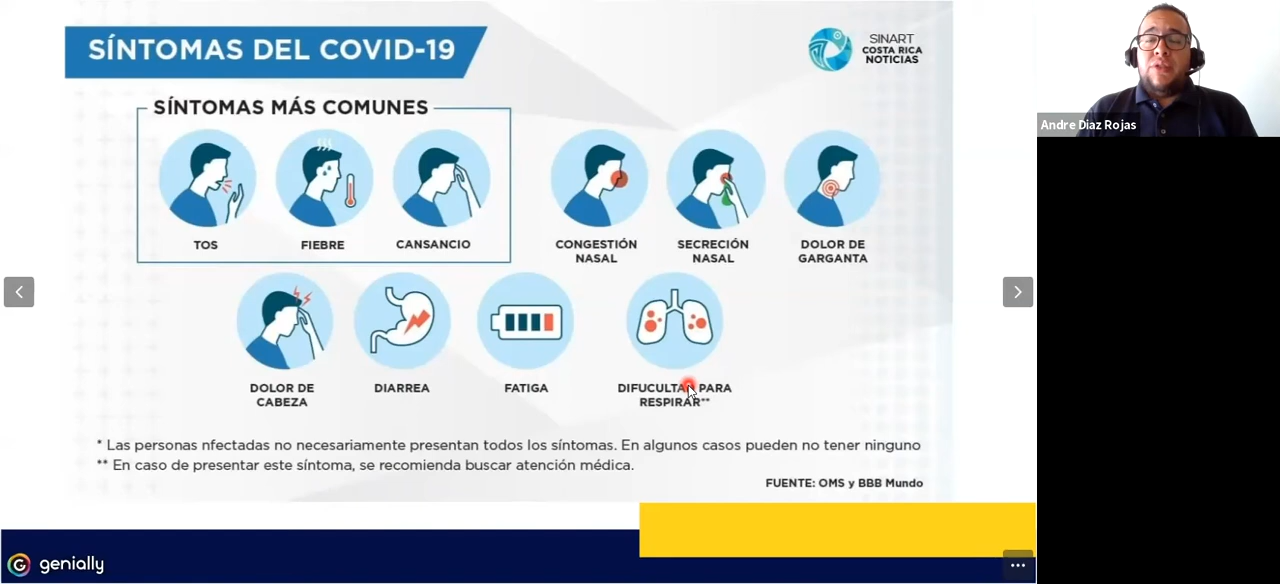 SÍNTOMAS DEL COVID-19
SINART
COSTA RICA
NOTICIAS
SÍNTOMAS MÁS COMUNES
TOS
FIEBRE
CANSANCIO
CONGESTIÓN
NASAL
SECRECIÓN
NASAL
DOLOR DE
GARGANTA
DOLOR DE
CABEZA
DIARREA
FATIGA
DIFUCULTAD PARA
RESPIRAR**
* Las personas nfectadas no necesariamente presentan todos los síntomas. En algunos casos pueden no tener ninguno
** En caso de presentar este síntoma, se recomienda buscar atención médica.
FUENTE: OMS y BBB Mundo
genially
Andre Diaz Rojas